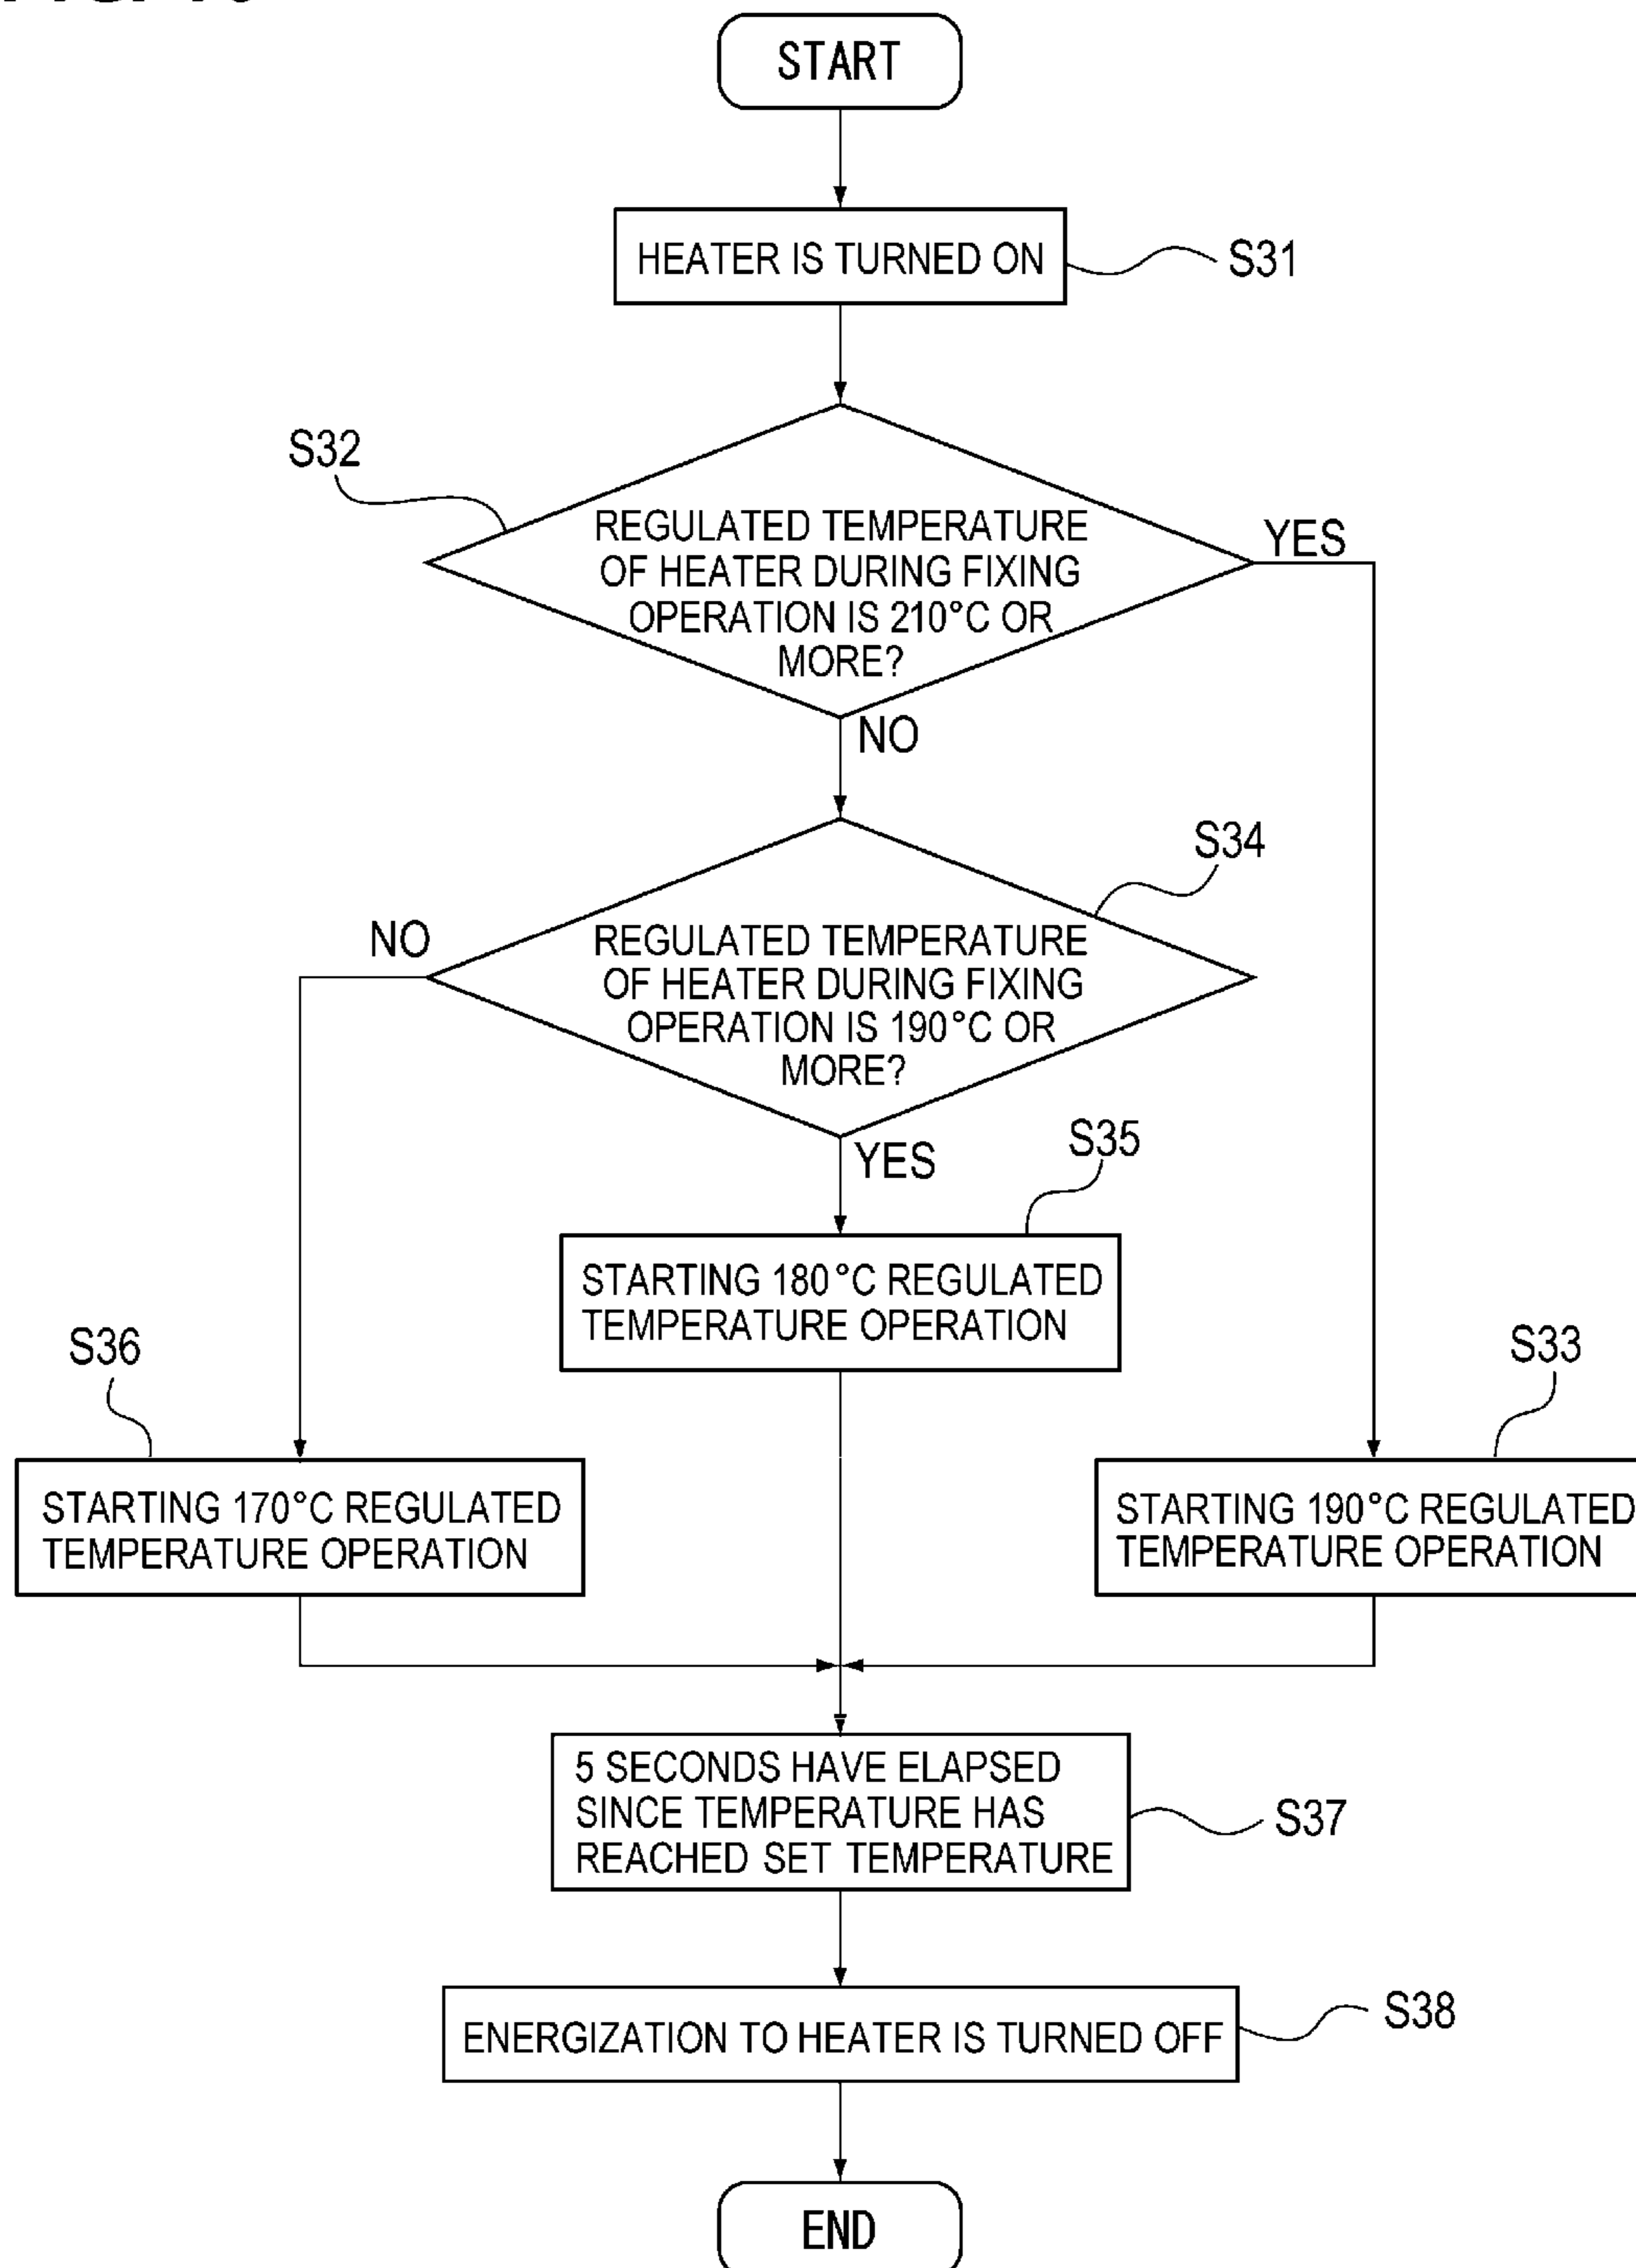 START
HEATER IS TURNED ON
S31
S32
REGULATED TEMPERATURE
OF HEATER DURING FIXING
OPERATION IS 210°C OR
MORE?
YES
NO
S34
NO
REGULATED TEMPERATURE
OF HEATER DURING FIXING
OPERATION IS 190°C OR
MORE?
YES
S35
STARTING 180°C REGULATED
TEMPERATURE OPERATION
S36
S33
STARTING 170°C REGULATED
TEMPERATURE OPERATION
STARTING 190°C REGULATED
TEMPERATURE OPERATION
5 SECONDS HAVE ELAPSED
SINCE TEMPERATURE HAS
REACHED SET TEMPERATURE
S37
ENERGIZATION TO HEATER IS TURNED OFF
S38
END